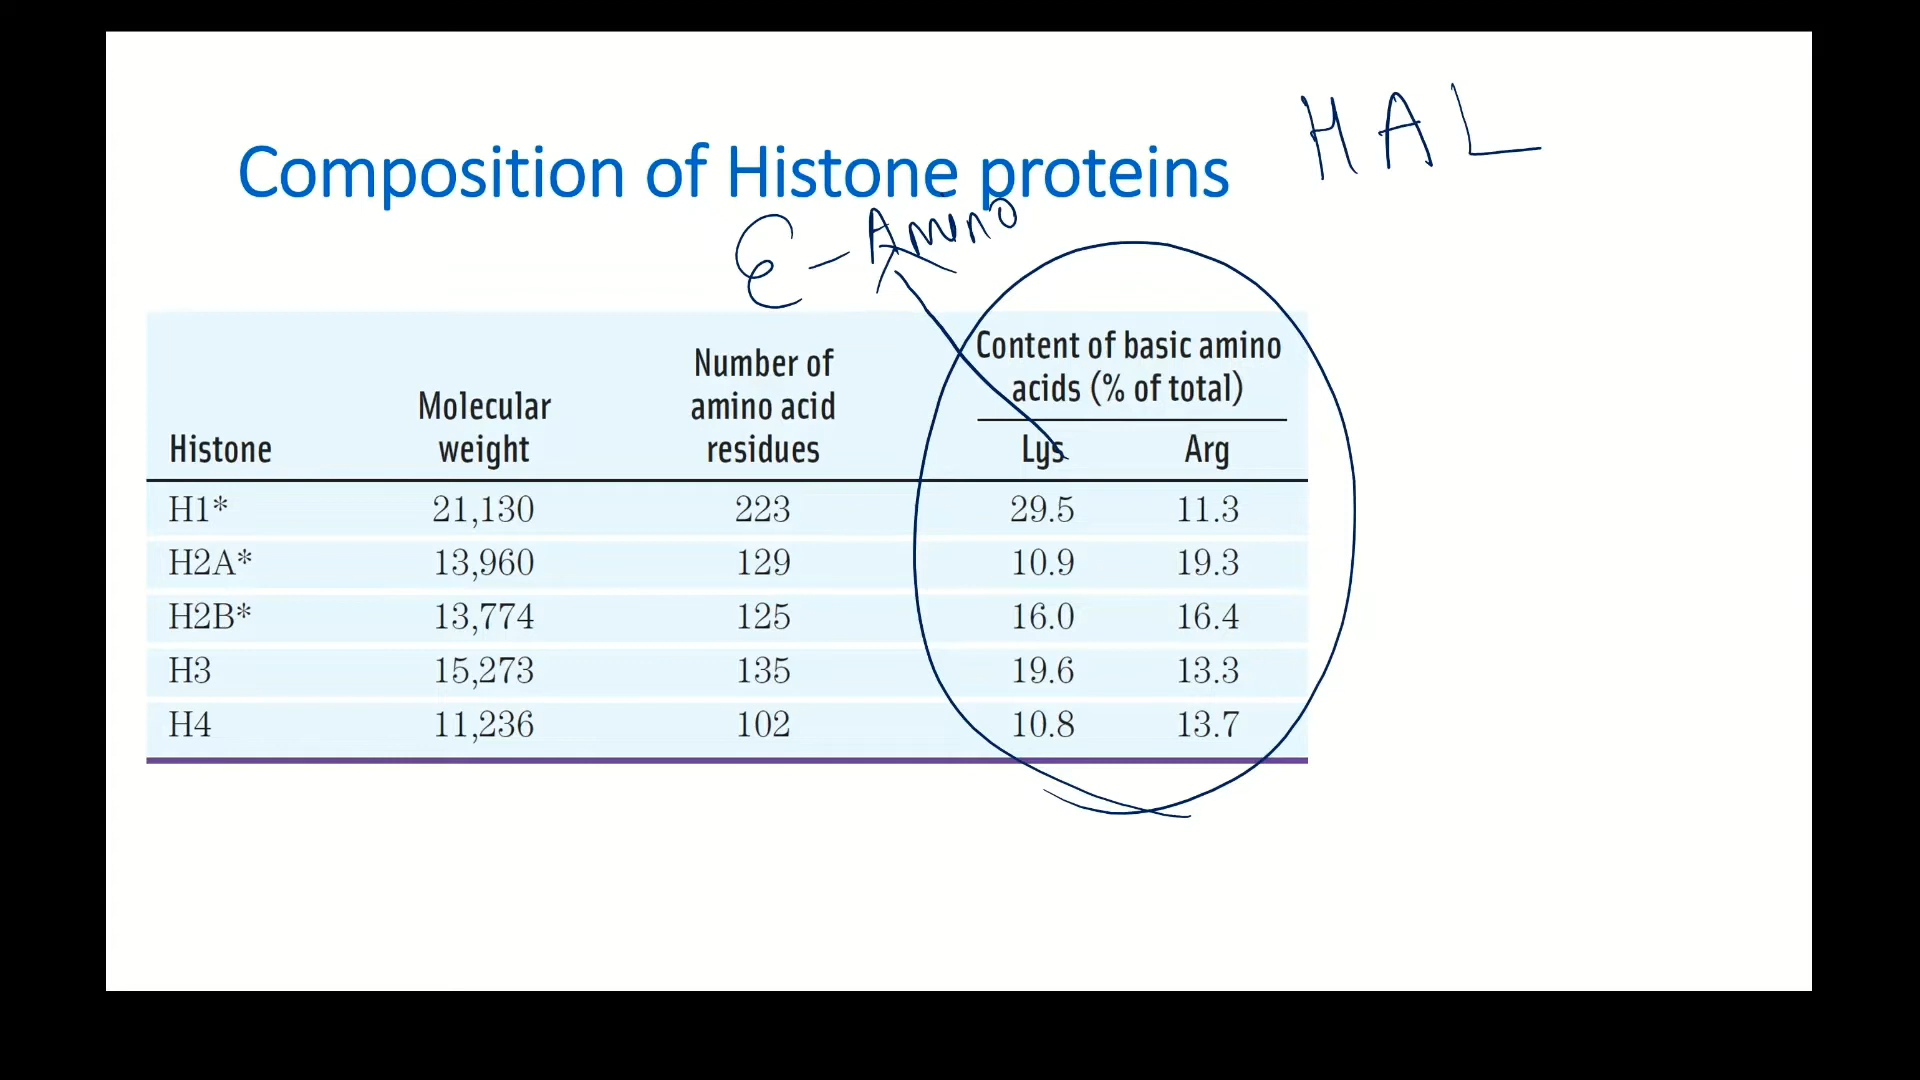 HAL
Composition of Histone proteins
ε-Amino
Histone Molecular weight Number of amino acid residues Content of basic amino acids (% of total)
Lys Arg
H1* 21,130 223 29.5 11.3
H2A* 13,960 129 10.9 19.3
H2B* 13,774 125 16.0 16.4
H3 15,273 135 19.6 13.3
H4 11,236 102 10.8 13.7